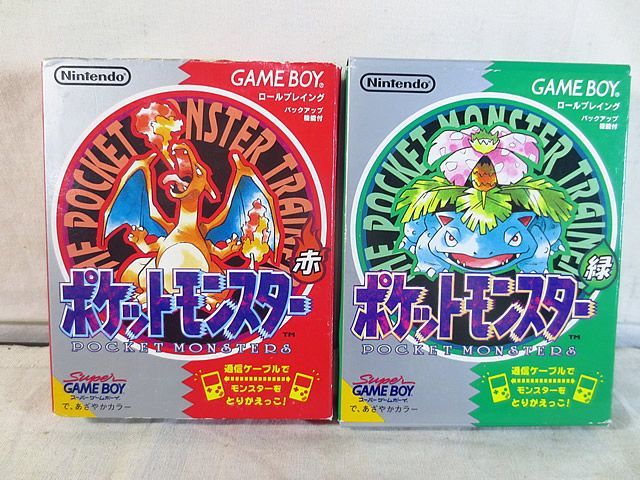 Nintendo
GAME BOY
ロールプレイング
バックアップ
機能付
THE POCKET MONSTER TRAINER
赤
ポケットモンスター
TM
POCKET MONSTERS
Super
GAME BOY
スーパーゲームボーイ
で、あざやかカラー
通信ケーブルで
モンスターを
とりかえっこ!
Nintendo
GAME BOY
ロールプレイング
バックアップ
機能付
THE POCKET MONSTER TRAINER
緑
ポケットモンスター
TM
POCKET MONSTERS
Super
GAME BOY
スーパーゲームボーイ
で、あざやかカラー
通信ケーブルで
モンスターを
とりかえっこ!